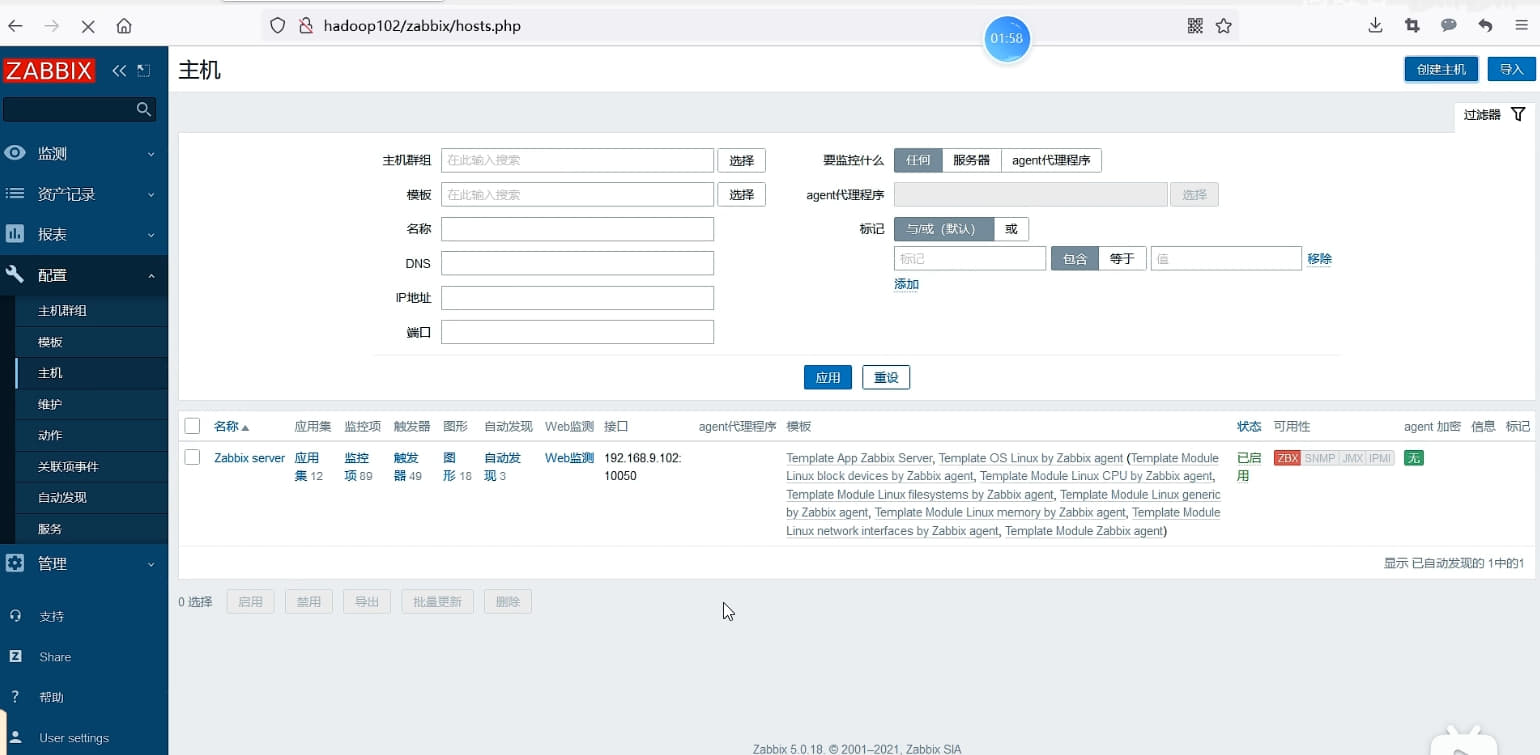 hadoop102/zabbix/hosts.php
01:58
ZABBIX
主机
创建主机
导入
过滤器
监测
资产记录
报表
配置
主机群组
模板
主机
维护
动作
关联项事件
自动发现
服务
管理
支持
Share
帮助
User settings
主机群组 在此输入搜索 选择
模板 在此输入搜索 选择
名称
DNS
IP地址
端口
要监控什么 任何 服务器 agent代理程序
agent代理程序 选择
标记 与/或（默认） 或
标记 包含 等于 值 移除
添加
应用 重设
名称 应用集 监控项 触发器 图形 自动发现 Web监测 接口 agent代理程序 模板 状态 可用性 agent 加密 信息 标记
Zabbix server 应用 监控 触发 图 自动发 Web监测 192.168.9.102: Template App Zabbix Server, Template OS Linux by Zabbix agent (Template Module 已启 ZBX SNMP JMX IPMI 无
集 12 项 89 器 49 形 18 现 3 10050 Linux block devices by Zabbix agent, Template Module Linux CPU by Zabbix agent, 用
Template Module Linux filesystems by Zabbix agent, Template Module Linux generic
by Zabbix agent, Template Module Linux memory by Zabbix agent, Template Module
Linux network interfaces by Zabbix agent, Template Module Zabbix agent)
显示 已自动发现的 1中的1
0 选择 启用 禁用 导出 批量更新 删除
Zabbix 5.0.18. © 2001–2021, Zabbix SIA